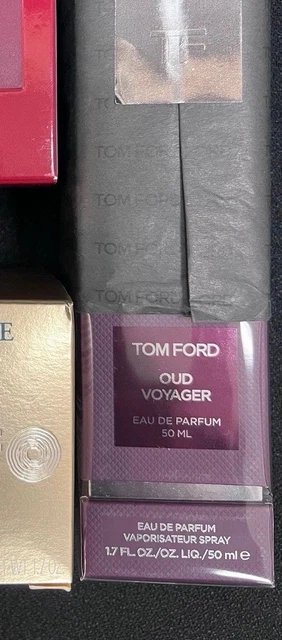 TF
TOM FORD
TOM FORD
TOM FORD
TOM FORD
TOM FORD
OUD
VOYAGER
EAU DE PARFUM
50 ML
EAU DE PARFUM
VAPORISATEUR SPRAY
1.7 FL. OZ./OZ. LIQ./50 ml e
E